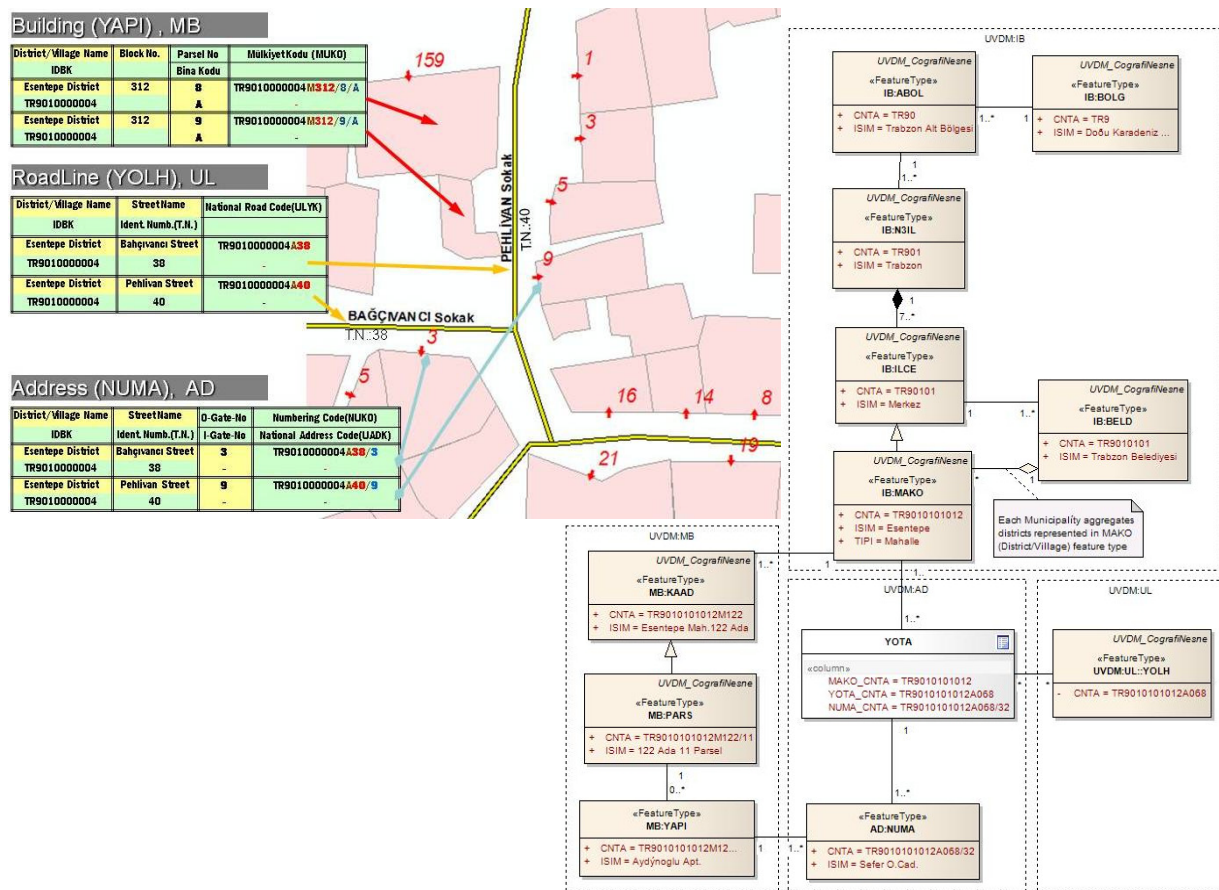 Building (YAPI) , MB
District/Village Name Block No. Parsel No MülkiyetKodu (MUKO)
IDBK Bina Kodu
Esentepe District 312 8 TR9010000004M312/8/A
TR9010000004 A -
Esentepe District 312 9 TR9010000004M312/9/A
TR9010000004 A -
RoadLine (YOLH), UL
District/Village Name StreetName National Road Code(ULYK)
IDBK Ident. Numb.(T.N.)
Esentepe District Bahçıvancı Street TR9010000004A38
TR9010000004 38 -
Esentepe District Pehlivan Street TR9010000004A40
TR9010000004 40 -
Address (NUMA), AD
District/Village Name StreetName O-Gate-No Numbering Code(NUKO)
IDBK Ident. Numb.(T.N.) I-Gate-No National Address Code(UADK)
Esentepe District Bahçıvancı Street 3 TR9010000004A38/3
TR9010000004 38 - -
Esentepe District Pehlivan Street 9 TR9010000004A40/9
TR9010000004 40 - -
159
1
3
5
9
PEHLİVAN Sokak
T.N.:40
BAĞÇIVANCI Sokak
T.N.:38
3
5
16
14
8
21
19
UVDM:IB
UVDM_CografiNesne
«FeatureType»
IB:ABOL
+ CNTA = TR90
+ ISIM = Trabzon Alt Bölgesi
1..*
1
UVDM_CografiNesne
«FeatureType»
IB:BOLG
+ CNTA = TR9
+ ISIM = Doðu Karadeniz ...
1
1..*
UVDM_CografiNesne
«FeatureType»
IB:N3IL
+ CNTA = TR901
+ ISIM = Trabzon
1
7..*
UVDM_CografiNesne
«FeatureType»
IB:ILCE
+ CNTA = TR90101
+ ISIM = Merkez
1
1..*
UVDM_CografiNesne
«FeatureType»
IB:BELD
+ CNTA = TR9010101
+ ISIM = Trabzon Belediyesi
UVDM_CografiNesne
«FeatureType»
IB:MAKO
+ CNTA = TR9010101012
+ ISIM = Esentepe
+ TIPI = Mahalle
*
1
Each Municipality aggregates
districts represented in MAKO
(District/Village) feature type
UVDM:MB
UVDM_CografiNesne
«FeatureType»
MB:KAAD
+ CNTA = TR9010101012M122
+ ISIM = Esentepe Mah.122 Ada
1..*
1
1..
1..*
UVDM_CografiNesne
«FeatureType»
MB:PARS
+ CNTA = TR9010101012M122/11
+ ISIM = 122 Ada 11 Parsel
1
0..*
«FeatureType»
MB:YAPI
+ CNTA = TR9010101012M12...
+ ISIM = Aydýnoglu Apt.
1
1..*
UVDM:AD
YOTA
«column»
MAKO_CNTA = TR9010101012
YOTA_CNTA = TR9010101012A068
NUMA_CNTA = TR9010101012A068/32
*
*
1
1..*
«FeatureType»
AD:NUMA
+ CNTA = TR9010101012A068/32
+ ISIM = Sefer O.Cad.
UVDM:UL
UVDM_CografiNesne
«FeatureType»
UVDM:UL::YOLH
- CNTA = TR9010101012A068